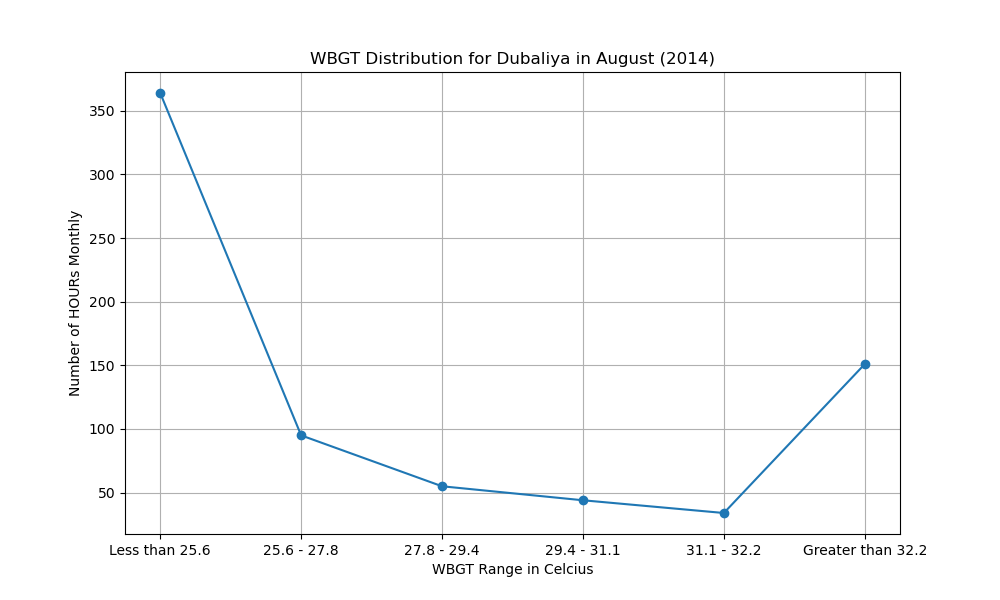 WBGT Distribution for Dubaliya in August (2014)
Number of HOURs Monthly
350
300
250
200
150
100
50
Less than 25.6
25.6 - 27.8
27.8 - 29.4
29.4 - 31.1
31.1 - 32.2
Greater than 32.2
WBGT Range in Celcius